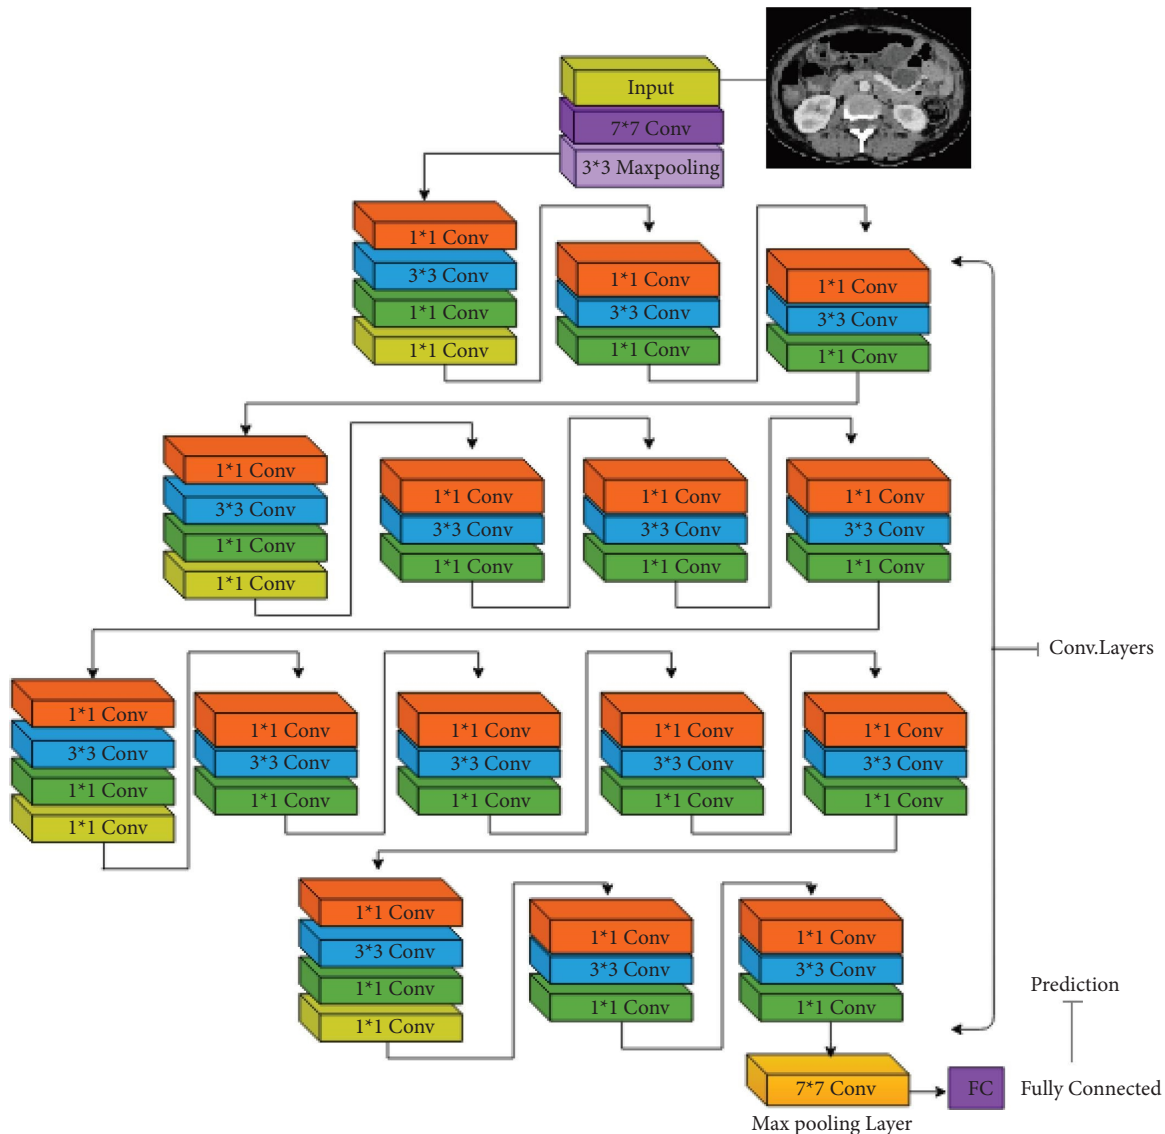 Input
7*7 Conv
3*3 Maxpooling
1*1 Conv
3*3 Conv
1*1 Conv
1*1 Conv
1*1 Conv
3*3 Conv
1*1 Conv
1*1 Conv
3*3 Conv
1*1 Conv
1*1 Conv
3*3 Conv
1*1 Conv
1*1 Conv
1*1 Conv
3*3 Conv
1*1 Conv
1*1 Conv
3*3 Conv
1*1 Conv
1*1 Conv
3*3 Conv
1*1 Conv
Conv.Layers
1*1 Conv
3*3 Conv
1*1 Conv
1*1 Conv
1*1 Conv
3*3 Conv
1*1 Conv
1*1 Conv
3*3 Conv
1*1 Conv
1*1 Conv
3*3 Conv
1*1 Conv
1*1 Conv
3*3 Conv
1*1 Conv
1*1 Conv
3*3 Conv
1*1 Conv
1*1 Conv
1*1 Conv
3*3 Conv
1*1 Conv
1*1 Conv
3*3 Conv
1*1 Conv
Prediction
7*7 Conv
FC
Fully Connected
Max pooling Layer